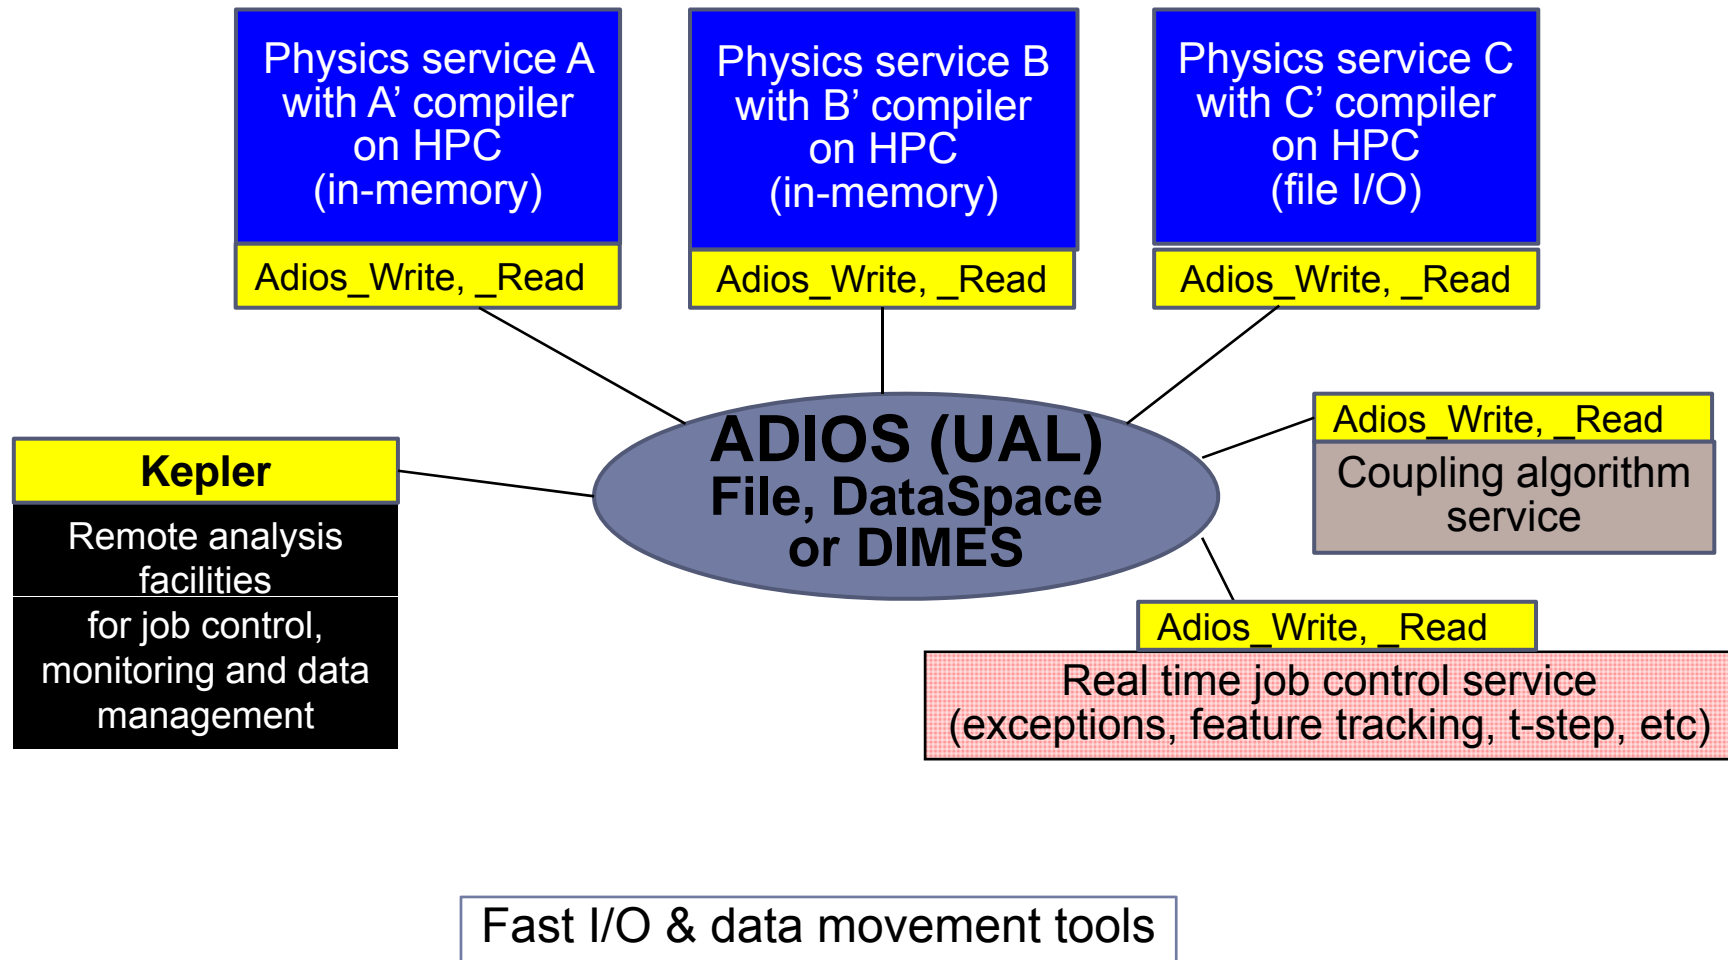 Physics service A
with A’ compiler
on HPC
(in-memory)
Adios_Write, _Read
Physics service B
with B’ compiler
on HPC
(in-memory)
Adios_Write, _Read
Physics service C
with C’ compiler
on HPC
(file I/O)
Adios_Write, _Read
Kepler
Remote analysis
facilities
for job control,
monitoring and data
management
ADIOS (UAL)
File, DataSpace
or DIMES
Adios_Write, _Read
Coupling algorithm
service
Adios_Write, _Read
Real time job control service
(exceptions, feature tracking, t-step, etc)
Fast I/O & data movement tools